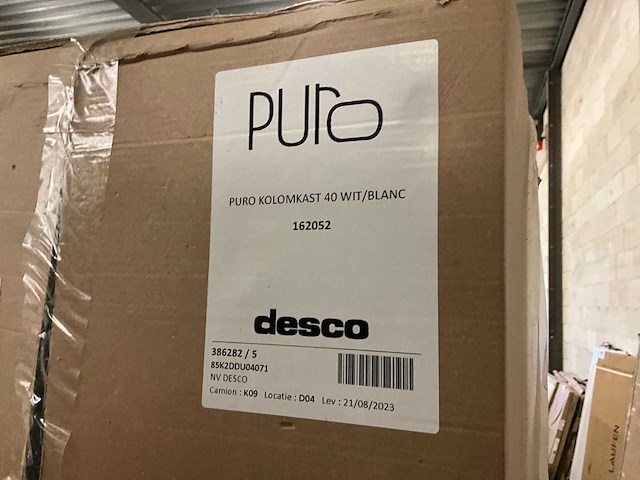 PURO
PURO KOLOMKAST 40 WIT/BLANC
162052
desco
386282 / 5
85K2DDU04071
NV DESCO
Camion : K09 Locatie : D04 Lev : 21/08/2023
LAUFEN